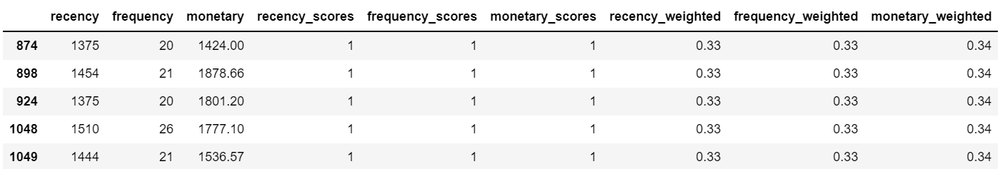 recency frequency monetary recency_scores frequency_scores monetary_scores recency_weighted frequency_weighted monetary_weighted
874 1375 20 1424.00 1 1 1 0.33 0.33 0.34
898 1454 21 1878.66 1 1 1 0.33 0.33 0.34
924 1375 20 1801.20 1 1 1 0.33 0.33 0.34
1048 1510 26 1777.10 1 1 1 0.33 0.33 0.34
1049 1444 21 1536.57 1 1 1 0.33 0.33 0.34